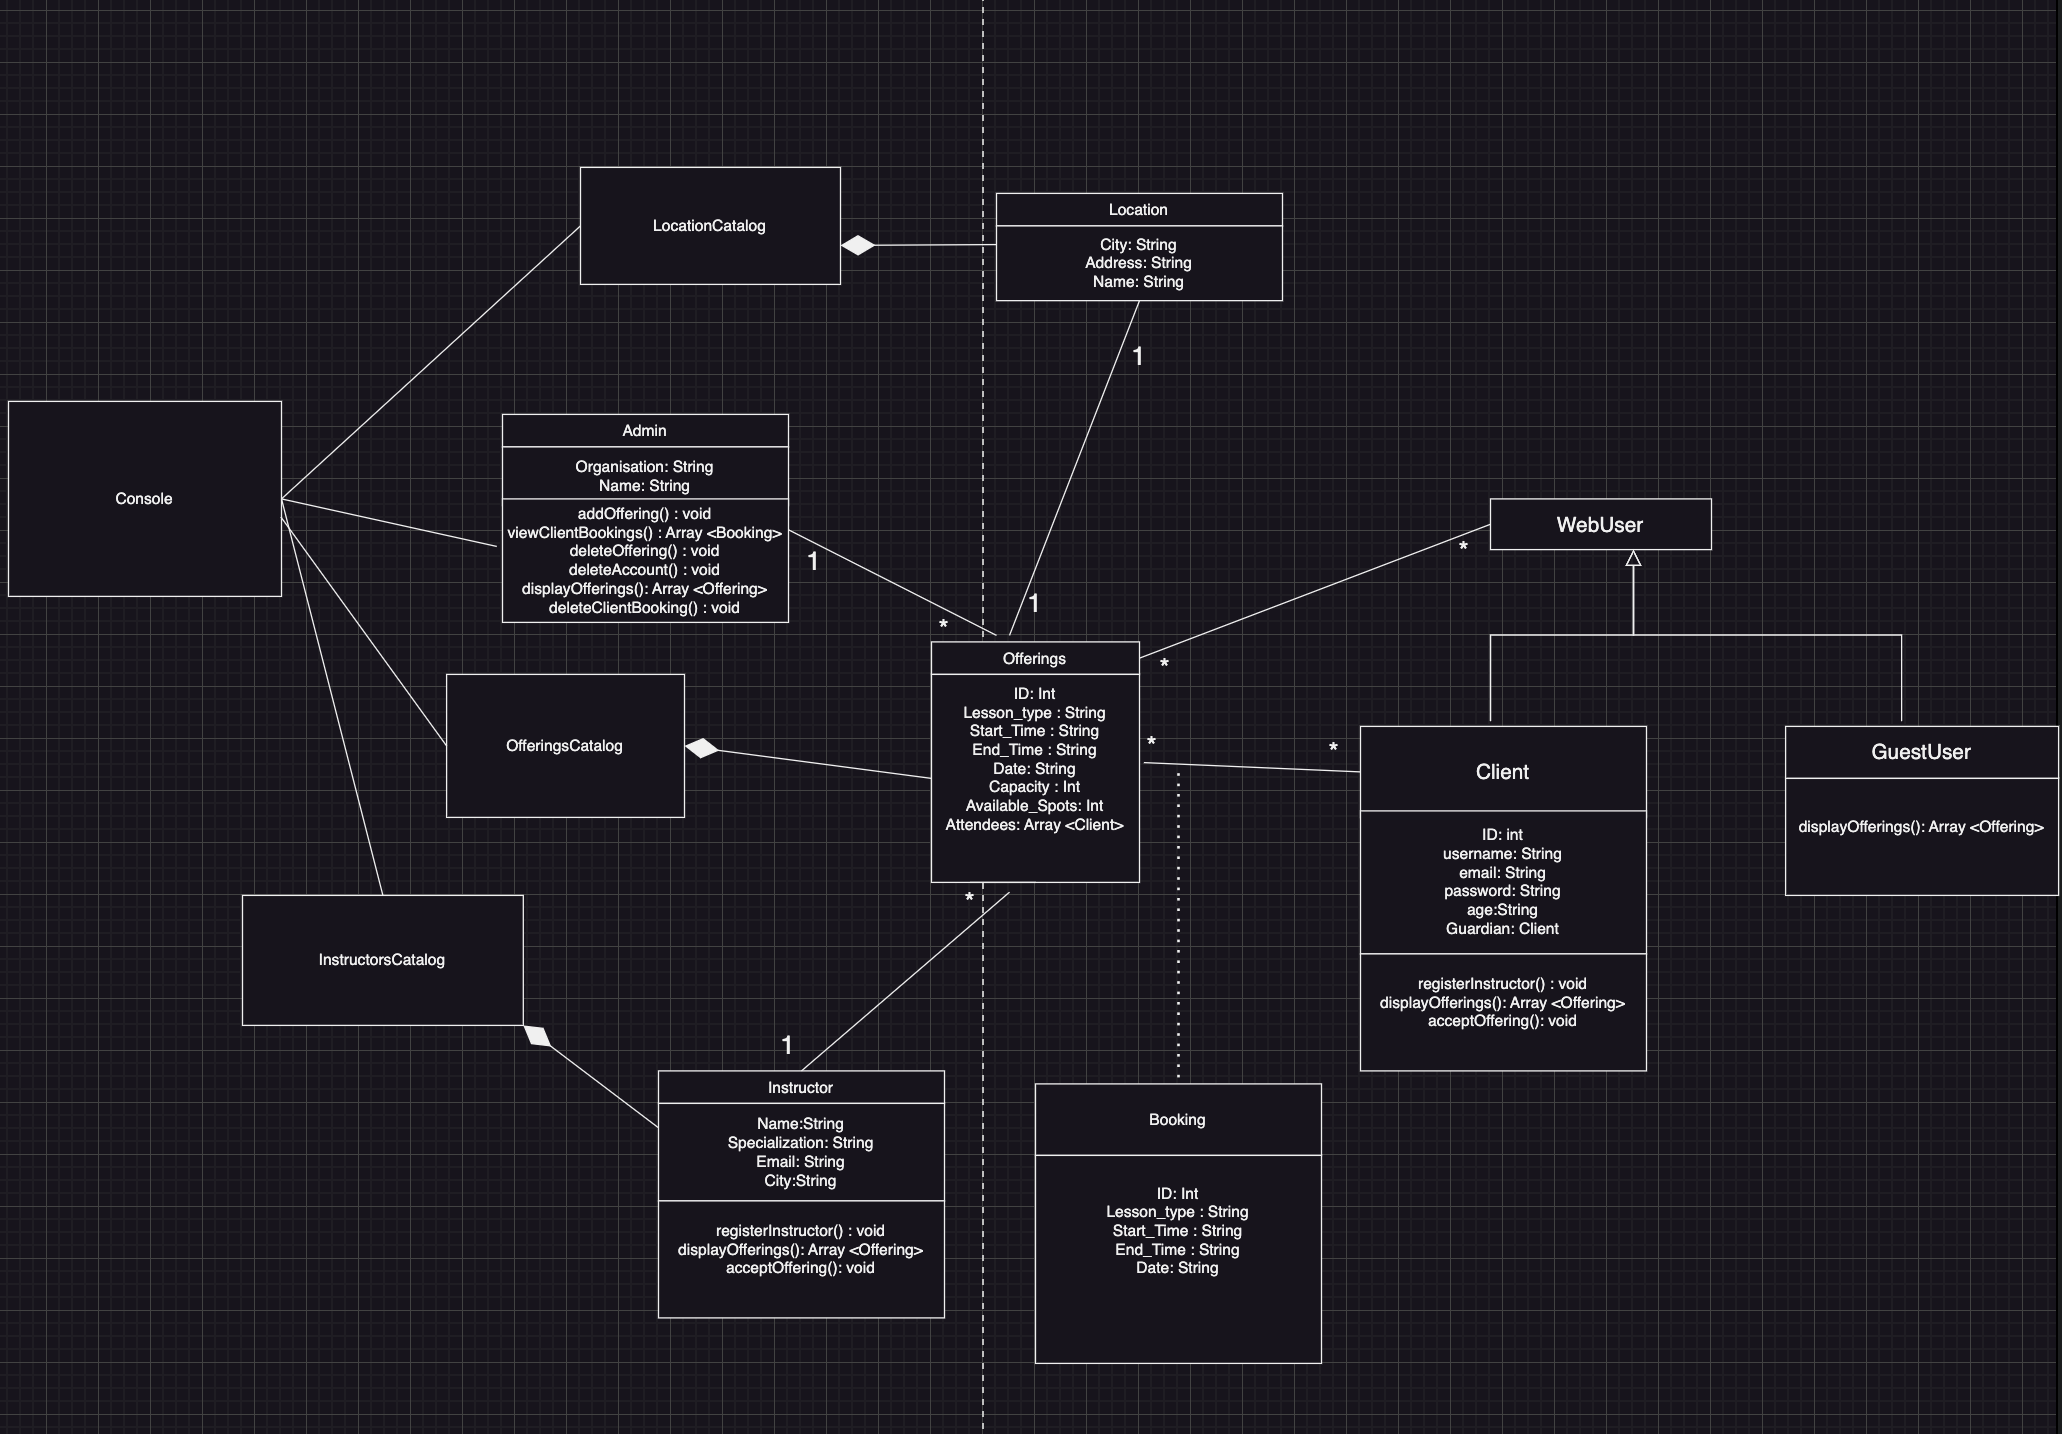 LocationCatalog
Location
City: String
Address: String
Name: String
1
Console
Admin
Organisation: String
Name: String
addOffering() : void
viewClientBookings() : Array <Booking>
deleteOffering() : void
deleteAccount() : void
displayOfferings(): Array <Offering>
deleteClientBooking() : void
1
*
1
WebUser
*
*
Offerings
ID: Int
Lesson_type : String
Start_Time : String
End_Time : String
Date: String
Capacity : Int
Available_Spots: Int
Attendees: Array <Client>
*
*
*
OfferingsCatalog
Client
ID: int
username: String
email: String
password: String
age:String
Guardian: Client
registerInstructor() : void
displayOfferings(): Array <Offering>
acceptOffering(): void
GuestUser
displayOfferings(): Array <Offering>
InstructorsCatalog
1
Instructor
Name:String
Specialization: String
Email: String
City:String
registerInstructor() : void
displayOfferings(): Array <Offering>
acceptOffering(): void
Booking
ID: Int
Lesson_type : String
Start_Time : String
End_Time : String
Date: String